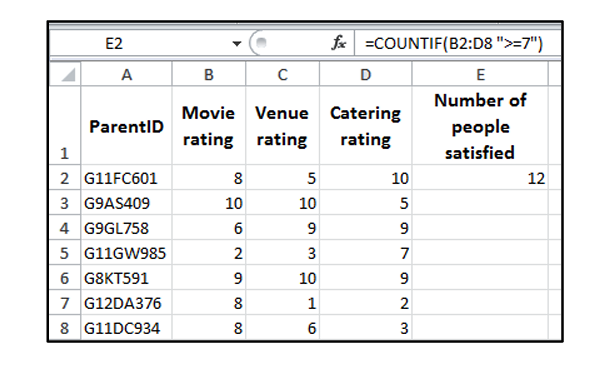 E2 fx =COUNTIF(B2:D8 ">=7")
A B C D E
1 ParentID Movie rating Venue rating Catering rating Number of people satisfied
2 G11FC601 8 5 10 12
3 G9AS409 10 10 5
4 G9GL758 6 9 9
5 G11GW985 2 3 7
6 G8KT591 9 10 9
7 G12DA376 8 1 2
8 G11DC934 8 6 3